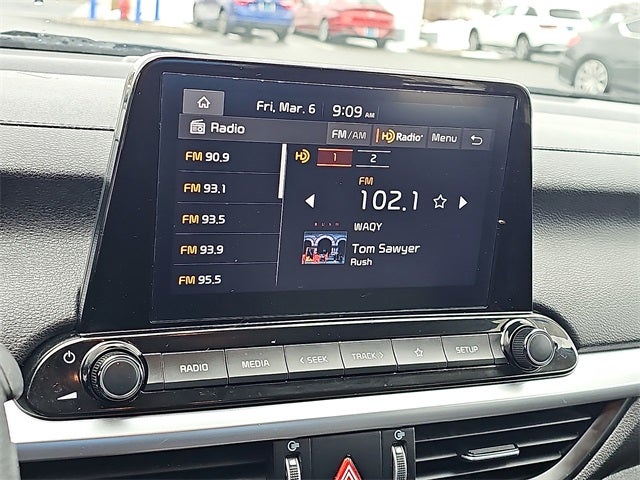 Fri, Mar. 6 9:09 AM
Radio FM/AM HD Radio Menu
FM 90.9
FM 93.1
FM 93.5
FM 93.9
FM 95.5
HD 1 2
FM
102.1
WAQY
RUSH
Tom Sawyer
Rush
RADIO MEDIA < SEEK TRACK > SETUP